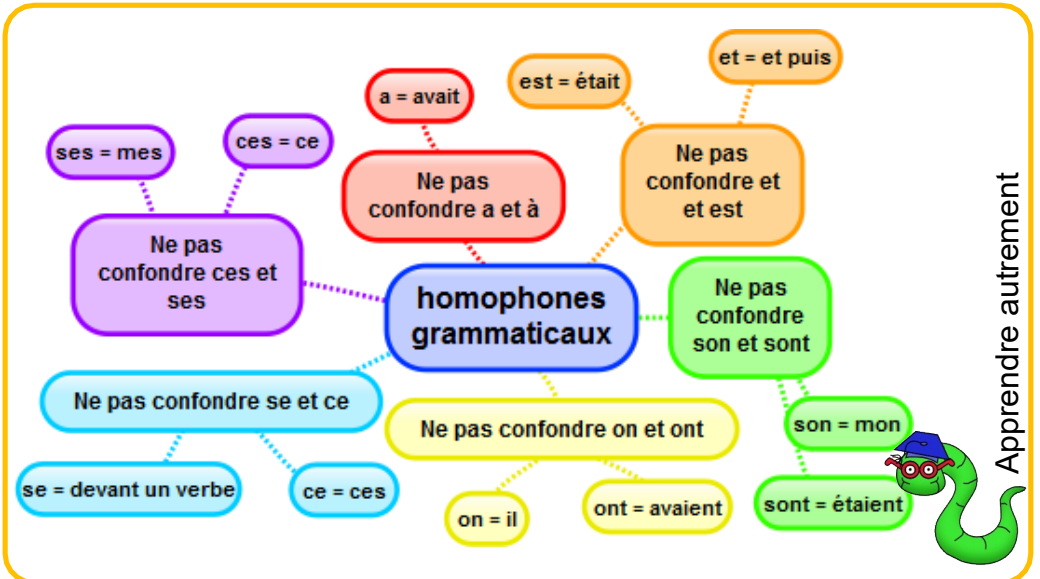 et = et puis
est = était
a = avait
ces = ce
ses = mes
Ne pas
confondre et
et est
Ne pas
confondre a et à
Ne pas
confondre ces et
ses
homophones
grammaticaux
Ne pas
confondre
son et sont
Ne pas confondre se et ce
Ne pas confondre on et ont
son = mon
se = devant un verbe
ce = ces
on = il
ont = avaient
sont = étaient
Apprendre autrement